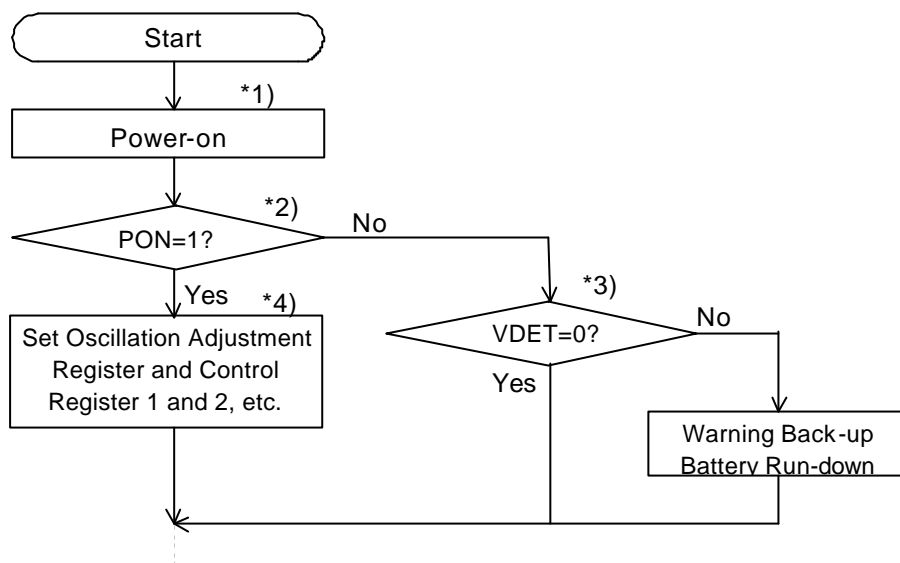 Start
*1)
Power-on
*2)
PON=1?
No
Yes
*4)
Set Oscillation Adjustment
Register and Control
Register 1 and 2, etc.
*3)
VDET=0?
No
Yes
Warning Back-up
Battery Run-down